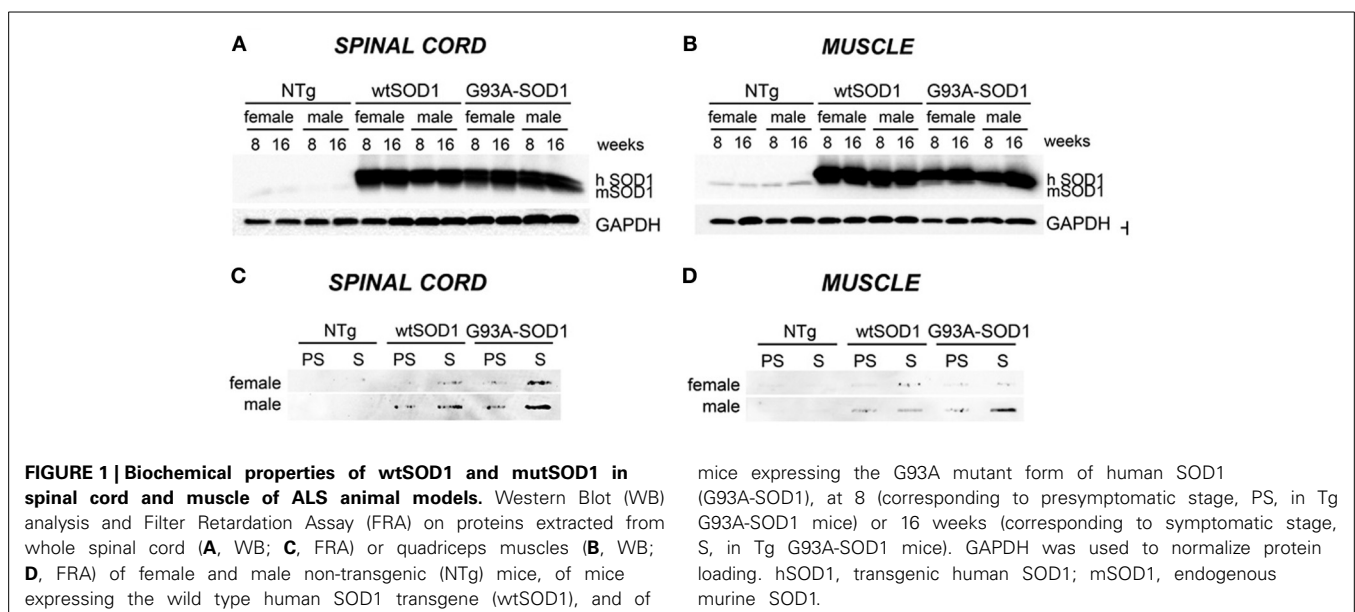 A
SPINAL CORD
NTg wtSOD1 G93A-SOD1
female male female male female male
8 16 8 16 8 16 8 16 8 16 8 16 weeks
h SOD1
mSOD1
GAPDH
B
MUSCLE
NTg wtSOD1 G93A-SOD1
female male female male female male
8 16 8 16 8 16 8 16 8 16 8 16 weeks
h SOD1
mSOD1
GAPDH
C
SPINAL CORD
NTg wtSOD1 G93A-SOD1
PS S PS S PS S
female
male
D
MUSCLE
NTg wtSOD1 G93A-SOD1
PS S PS S PS S
female
male
FIGURE 1 | Biochemical properties of wtSOD1 and mutSOD1 in
spinal cord and muscle of ALS animal models. Western Blot (WB)
analysis and Filter Retardation Assay (FRA) on proteins extracted from
whole spinal cord (A, WB; C, FRA) or quadriceps muscles (B, WB;
D, FRA) of female and male non-transgenic (NTg) mice, of mice
expressing the wild type human SOD1 transgene (wtSOD1), and of
mice expressing the G93A mutant form of human SOD1
(G93A-SOD1), at 8 (corresponding to presymptomatic stage, PS, in Tg
G93A-SOD1 mice) or 16 weeks (corresponding to symptomatic stage,
S, in Tg G93A-SOD1 mice). GAPDH was used to normalize protein
loading. hSOD1, transgenic human SOD1; mSOD1, endogenous
murine SOD1.